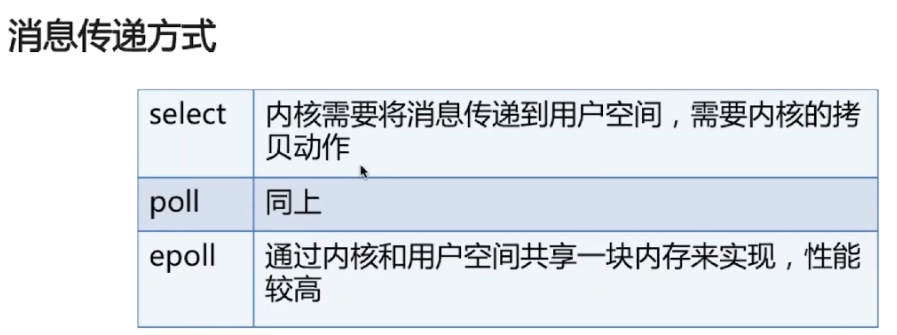 消息传递方式
select
内核需要将消息传递到用户空间，需要内核的拷
贝动作
poll
同上
epoll
通过内核和用户空间共享一块内存来实现，性能
较高